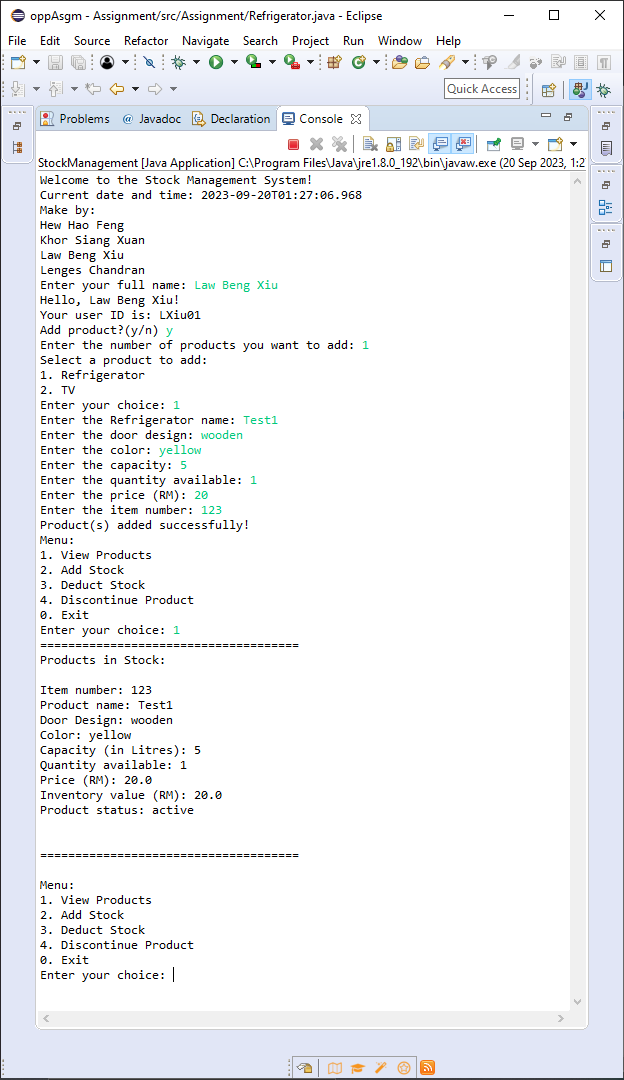 oppAsgm - Assignment/src/Assignment/Refrigerator.java - Eclipse
File Edit Source Refactor Navigate Search Project Run Window Help
Quick Access
Problems @ Javadoc Declaration Console
StockManagement [Java Application] C:\Program Files\Java\jre1.8.0_192\bin\javaw.exe (20 Sep 2023, 1:2
Welcome to the Stock Management System!
Current date and time: 2023-09-20T01:27:06.968
Make by:
Hew Hao Feng
Khor Siang Xuan
Law Beng Xiu
Lenges Chandran
Enter your full name: Law Beng Xiu
Hello, Law Beng Xiu!
Your user ID is: LXiu01
Add product?(y/n) y
Enter the number of products you want to add: 1
Select a product to add:
1. Refrigerator
2. TV
Enter your choice: 1
Enter the Refrigerator name: Test1
Enter the door design: wooden
Enter the color: yellow
Enter the capacity: 5
Enter the quantity available: 1
Enter the price (RM): 20
Enter the item number: 123
Product(s) added successfully!
Menu:
1. View Products
2. Add Stock
3. Deduct Stock
4. Discontinue Product
0. Exit
Enter your choice: 1
=====================================
Products in Stock:
Item number: 123
Product name: Test1
Door Design: wooden
Color: yellow
Capacity (in Litres): 5
Quantity available: 1
Price (RM): 20.0
Inventory value (RM): 20.0
Product status: active
=====================================
Menu:
1. View Products
2. Add Stock
3. Deduct Stock
4. Discontinue Product
0. Exit
Enter your choice: